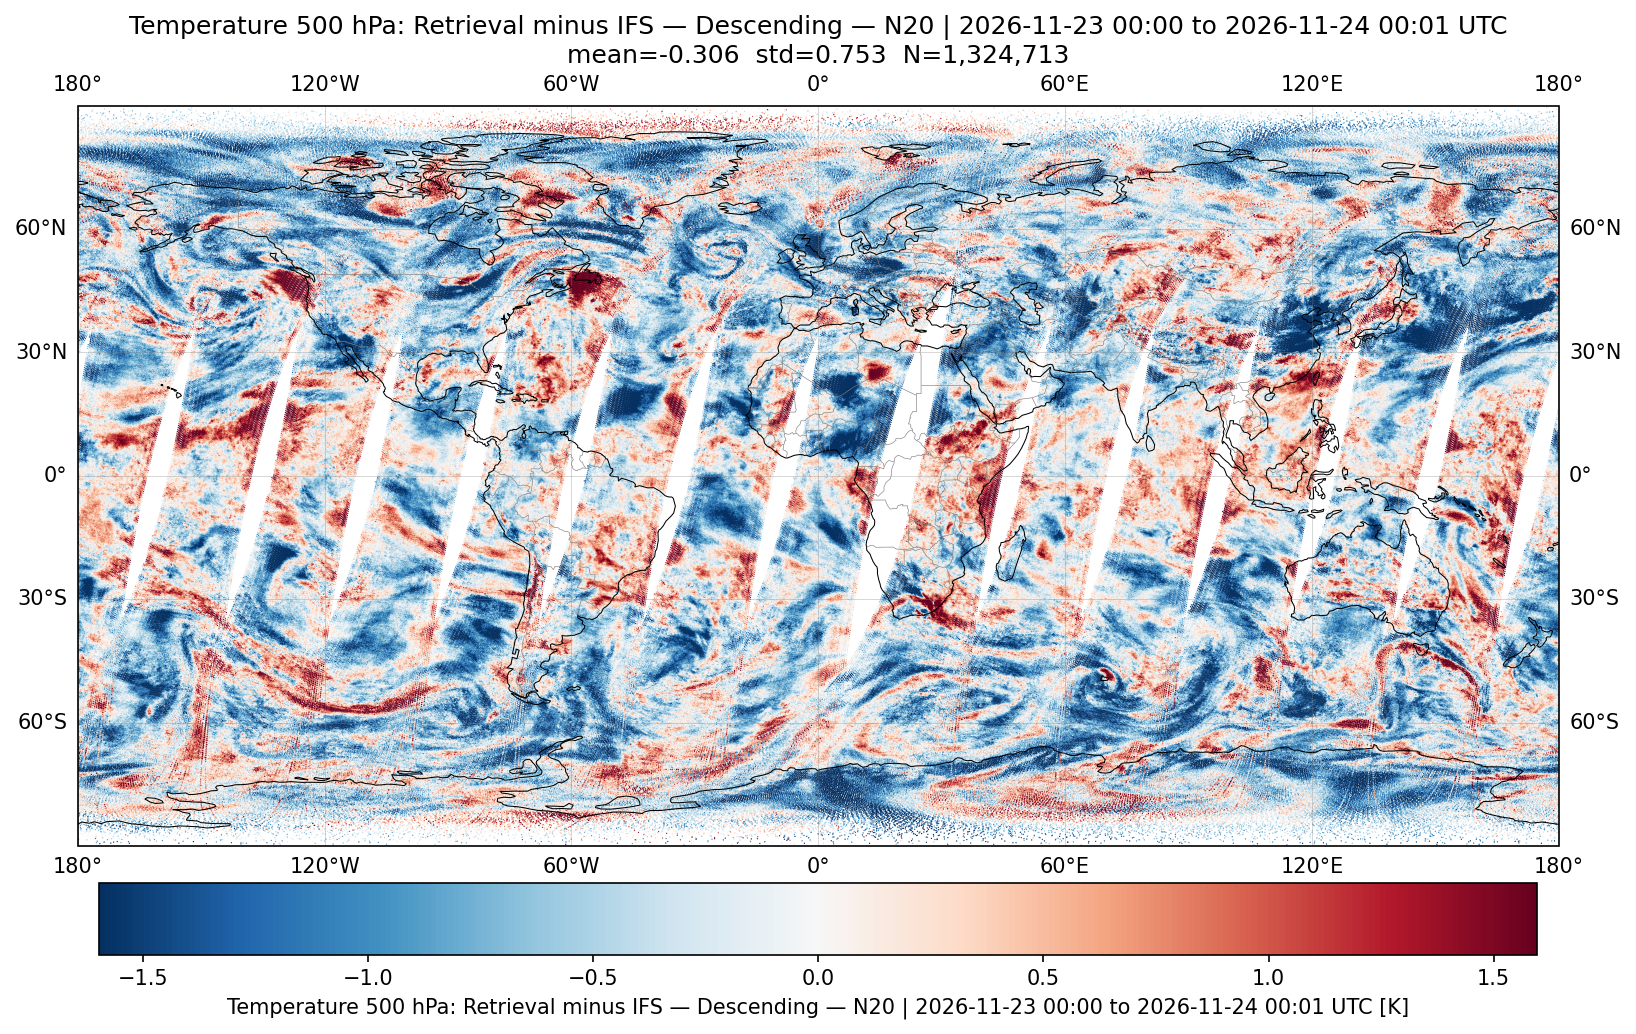 Temperature 500 hPa: Retrieval minus IFS — Descending — N20 | 2026-11-23 00:00 to 2026-11-24 00:01 UTC
mean=-0.306  std=0.753  N=1,324,713
180° 120°W 60°W 0° 60°E 120°E 180°
60°N 60°N
30°N 30°N
0° 0°
30°S 30°S
60°S 60°S
180° 120°W 60°W 0° 60°E 120°E 180°
−1.5 −1.0 −0.5 0.0 0.5 1.0 1.5
Temperature 500 hPa: Retrieval minus IFS — Descending — N20 | 2026-11-23 00:00 to 2026-11-24 00:01 UTC [K]